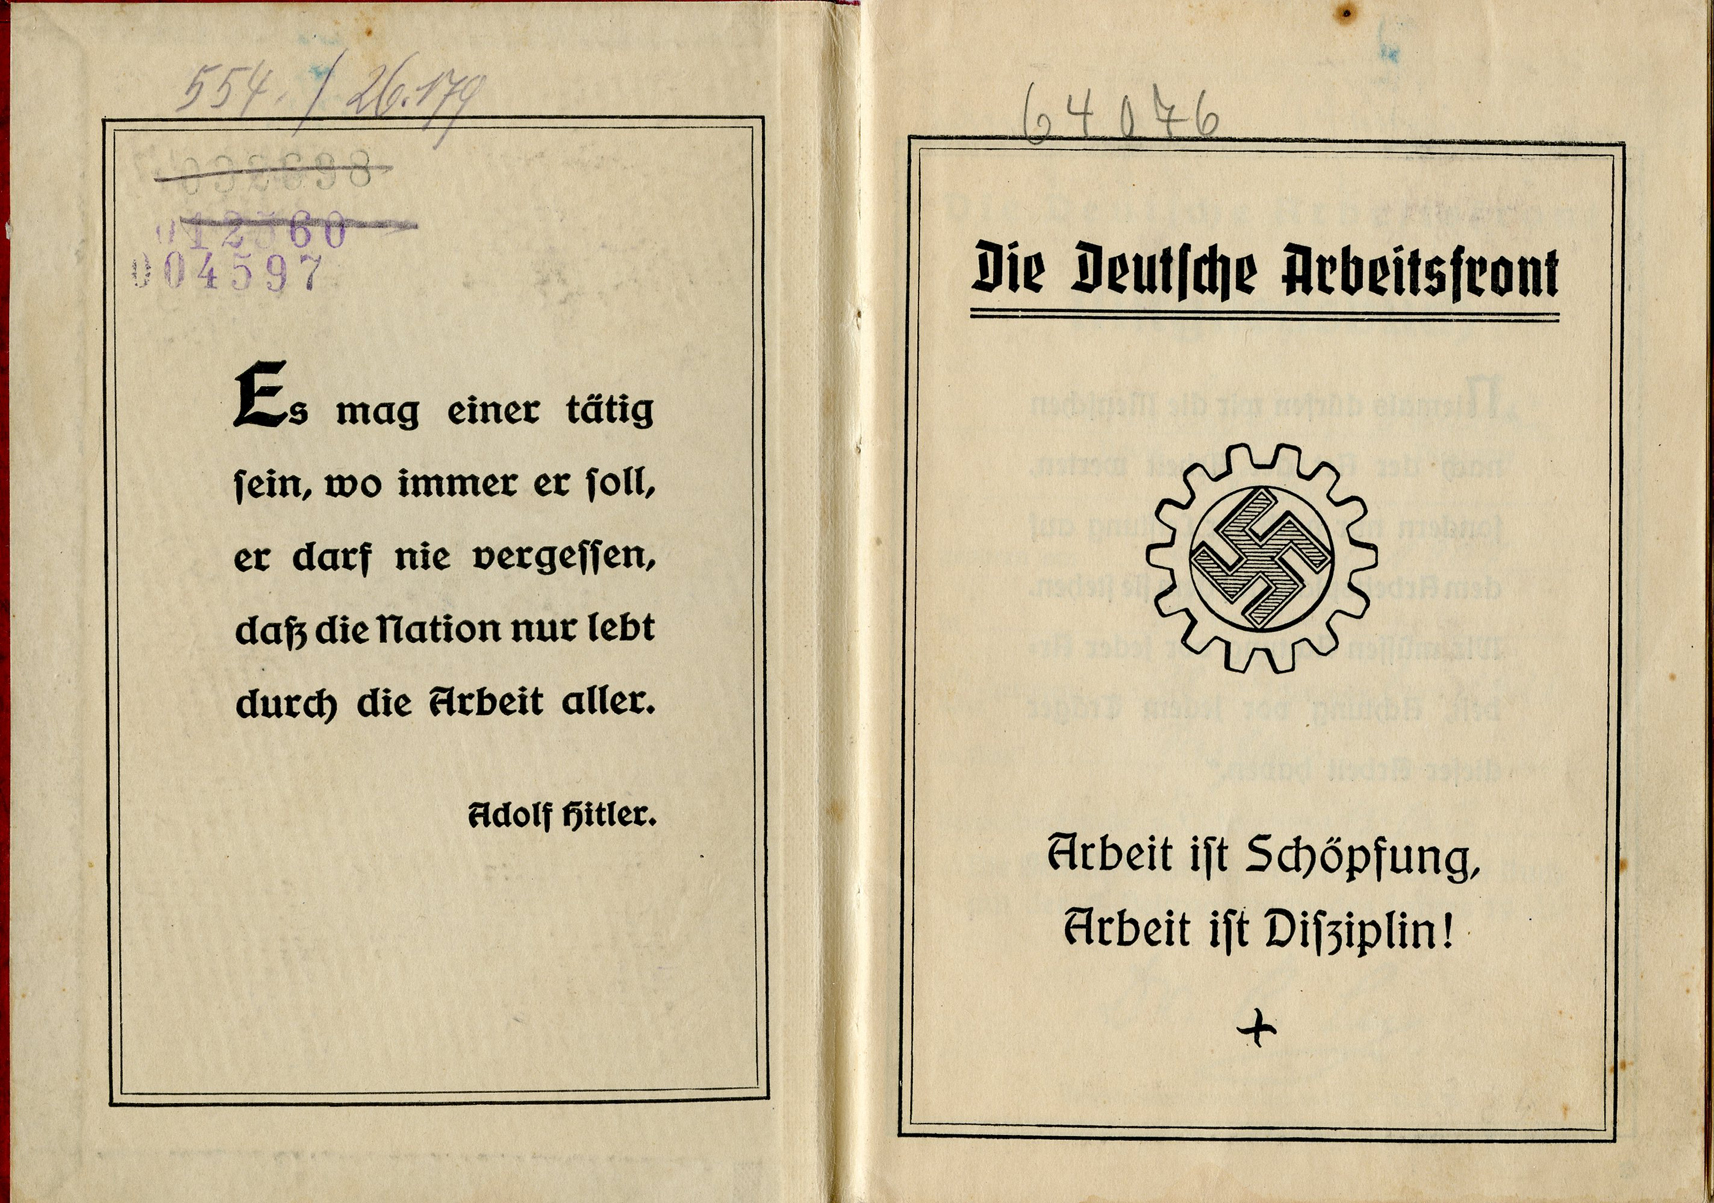 554. / 26.179
032698
012360
004597
Es mag einer tätig
ſein, wo immer er ſoll,
er darf nie vergeſſen,
daß die Nation nur lebt
durch die Arbeit aller.
Adolf Hitler.
64076
Die Deutſche Arbeitsfront
Arbeit iſt Schöpfung,
Arbeit iſt Diſziplin!